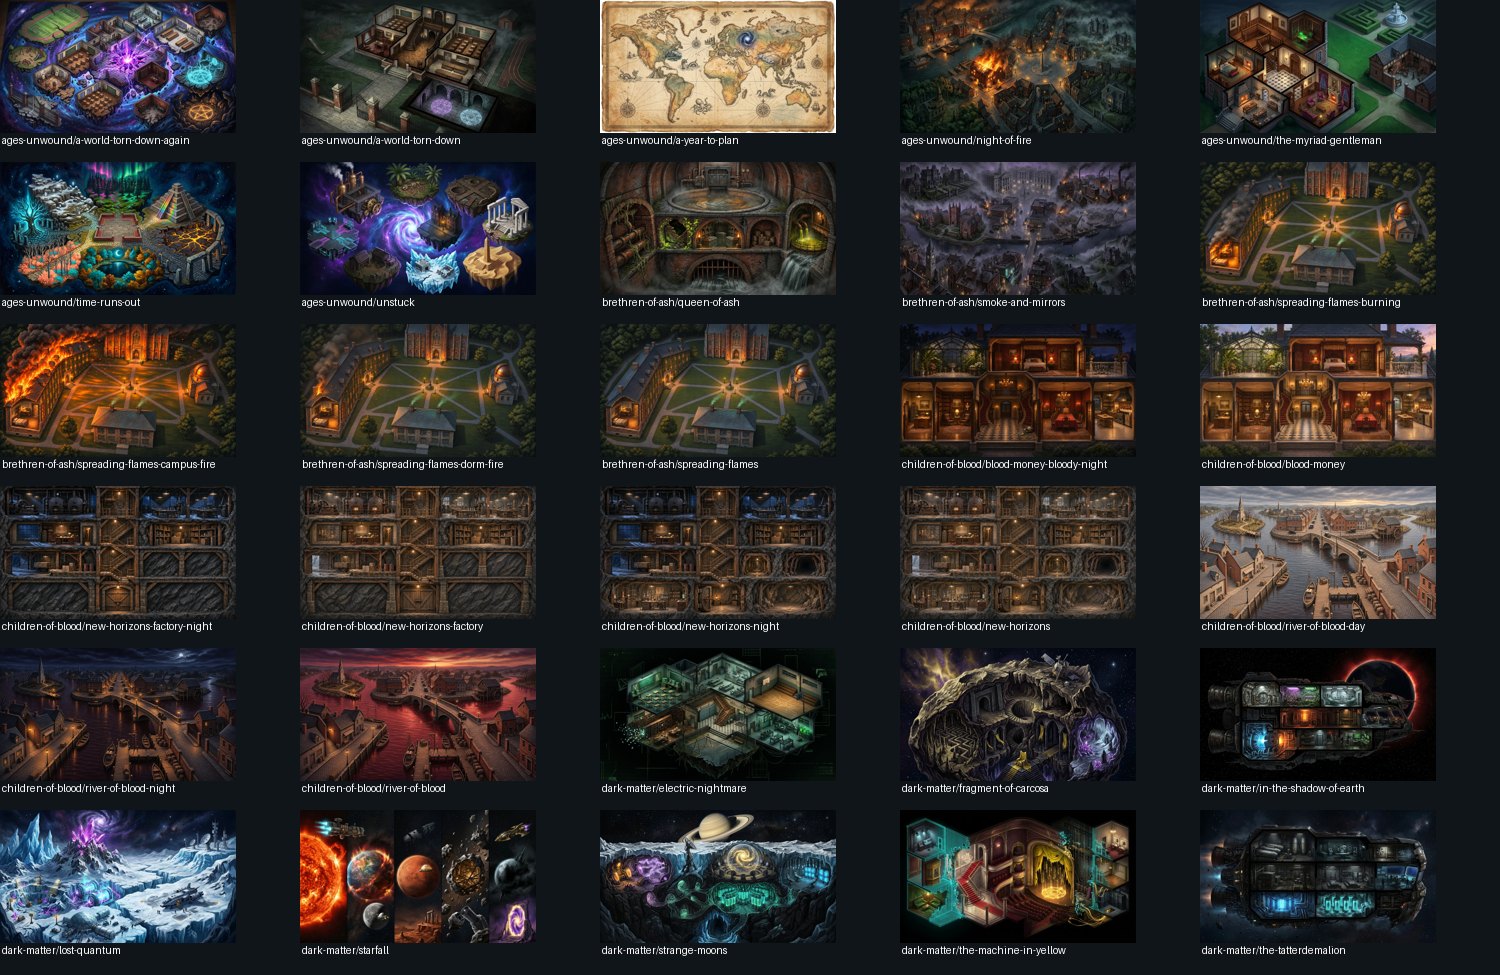 ages-unwound/a-world-torn-down-again
ages-unwound/a-world-torn-down
ages-unwound/a-year-to-plan
ages-unwound/night-of-fire
ages-unwound/the-myriad-gentleman
ages-unwound/time-runs-out
ages-unwound/unstuck
brethren-of-ash/queen-of-ash
brethren-of-ash/smoke-and-mirrors
brethren-of-ash/spreading-flames-burning
brethren-of-ash/spreading-flames-campus-fire
brethren-of-ash/spreading-flames-dorm-fire
brethren-of-ash/spreading-flames
children-of-blood/blood-money-bloody-night
children-of-blood/blood-money
children-of-blood/new-horizons-factory-night
children-of-blood/new-horizons-factory
children-of-blood/new-horizons-night
children-of-blood/new-horizons
children-of-blood/river-of-blood-day
children-of-blood/river-of-blood-night
children-of-blood/river-of-blood
dark-matter/electric-nightmare
dark-matter/fragment-of-carcosa
dark-matter/in-the-shadow-of-earth
dark-matter/lost-quantum
dark-matter/starfall
dark-matter/strange-moons
dark-matter/the-machine-in-yellow
dark-matter/the-tatterdemalion